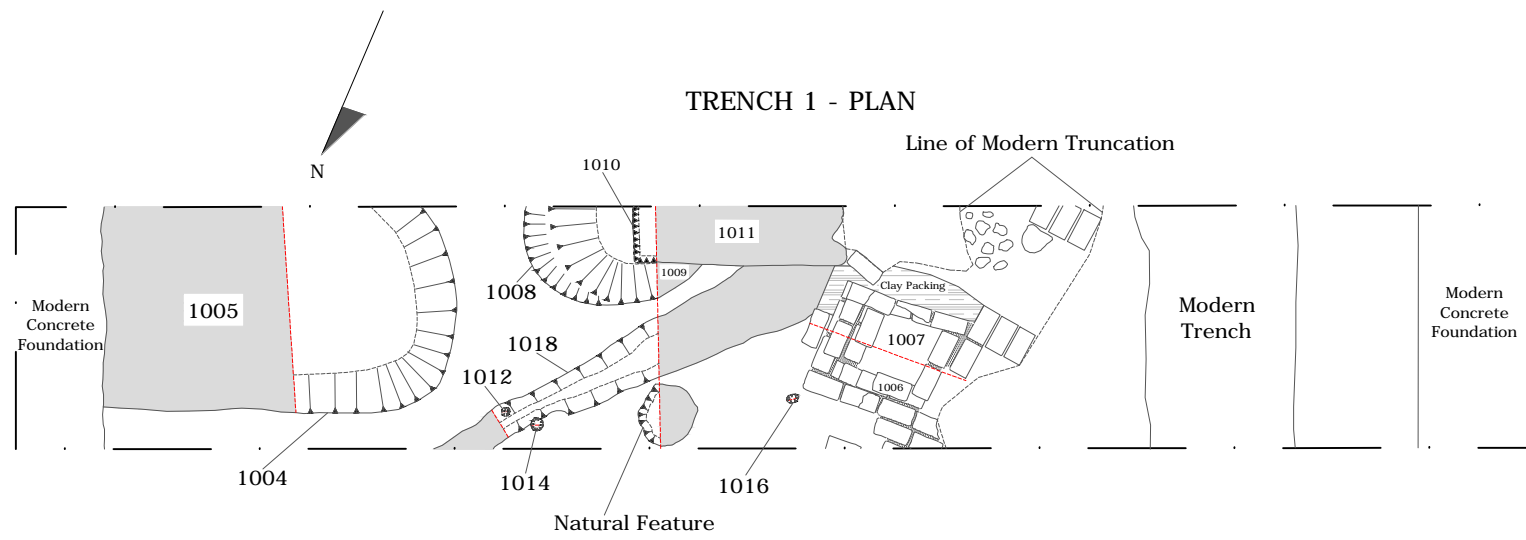 TRENCH 1 - PLAN
N
Line of Modern Truncation
1010
1011
1009
1008
Clay Packing
1005
Modern
Concrete
Foundation
1007
1006
Modern
Trench
Modern
Concrete
Foundation
1018
1012
1004
1014
1016
Natural Feature